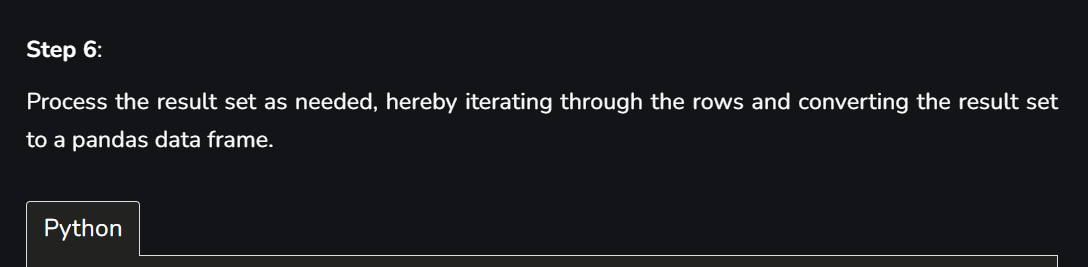 Step 6:
Process the result set as needed, hereby iterating through the rows and converting the result set
to a pandas data frame.
Python